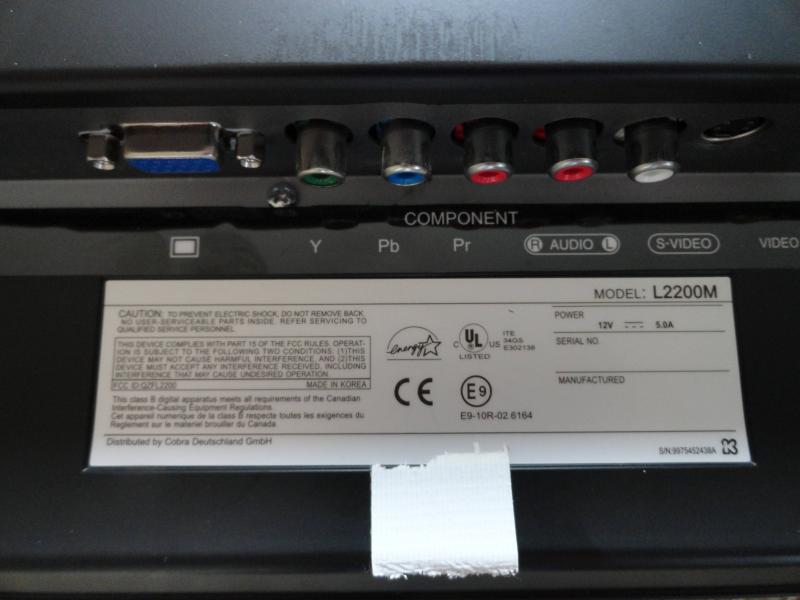 COMPONENT
Y Pb Pr R AUDIO L S-VIDEO VIDEO
MODEL: L2200M
CAUTION: TO PREVENT ELECTRIC SHOCK, DO NOT REMOVE BACK.
NO USER-SERVICEABLE PARTS INSIDE. REFER SERVICING TO
QUALIFIED SERVICE PERSONNEL
THIS DEVICE COMPLIES WITH PART 15 OF THE FCC RULES. OPERAT-
ION IS SUBJECT TO THE FOLLOWING TWO CONDITIONS: (1)THIS
DEVICE MAY NOT CAUSE HARMFUL INTERFERENCE, AND (2)THIS
DEVICE MUST ACCEPT ANY INTERFERENCE RECEIVED, INCLUDING
INTERFERENCE THAT MAY CAUSE UNDESIRED OPERATION.
FCC ID:QZFL2200 MADE IN KOREA
This class B digital apparatus meets all requirements of the Canadian
Interference-Causing Equipment Regulations.
Cet appareil numerique de la class B respecte toutes les exigences du
Reglement sur le materiel brouiller du Canada.
Distributed by Cobra Deutschland GmbH
energy
C UL US
LISTED
ITE
34GS
E302138
CE
E9
E9-10R-02.6164
POWER
12V 5.0A
SERIAL NO.
MANUFACTURED
S/N:9975452438A